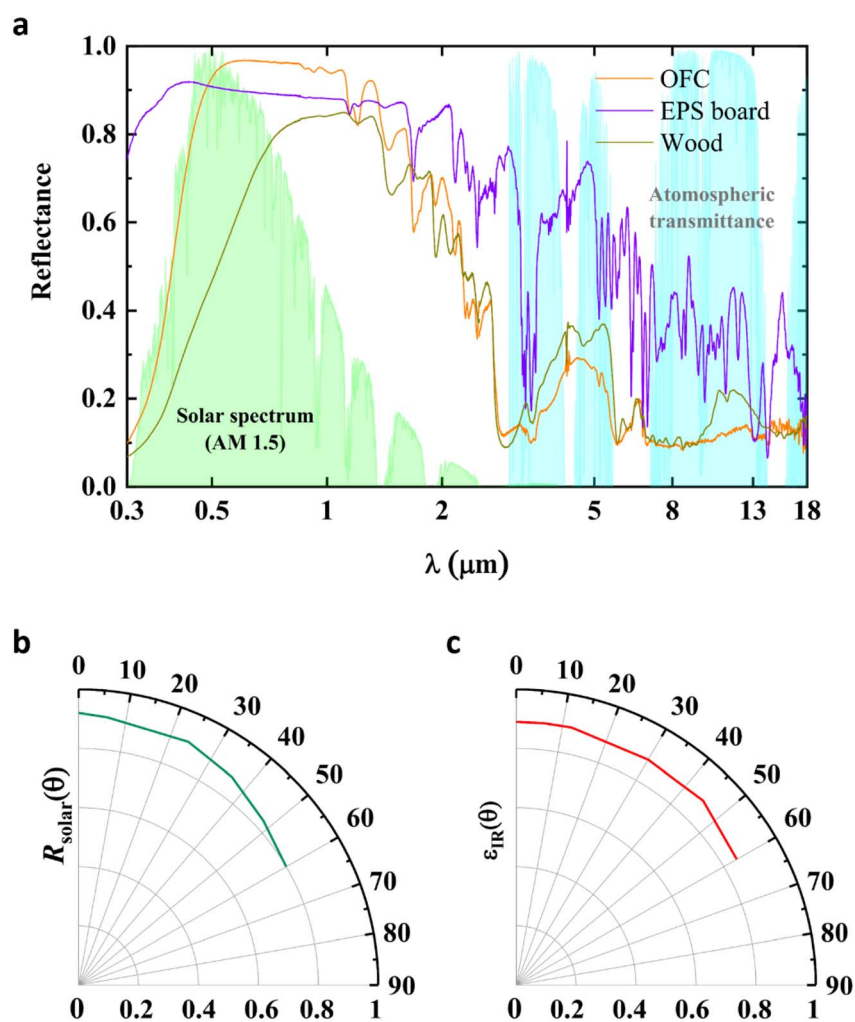 a
1.0
0.8
0.6
0.4
0.2
0.0
Reflectance
OFC
EPS board
Wood
Atomospheric
transmittance
Solar spectrum
(AM 1.5)
0.3 0.5 1 2 5 8 13 18
λ (μm)
b
0 10 20 30 40 50 60 70 80 90
R_solar(θ)
0 0.2 0.4 0.6 0.8 1
c
0 10 20 30 40 50 60 70 80 90
ε_IR(θ)
0 0.2 0.4 0.6 0.8 1